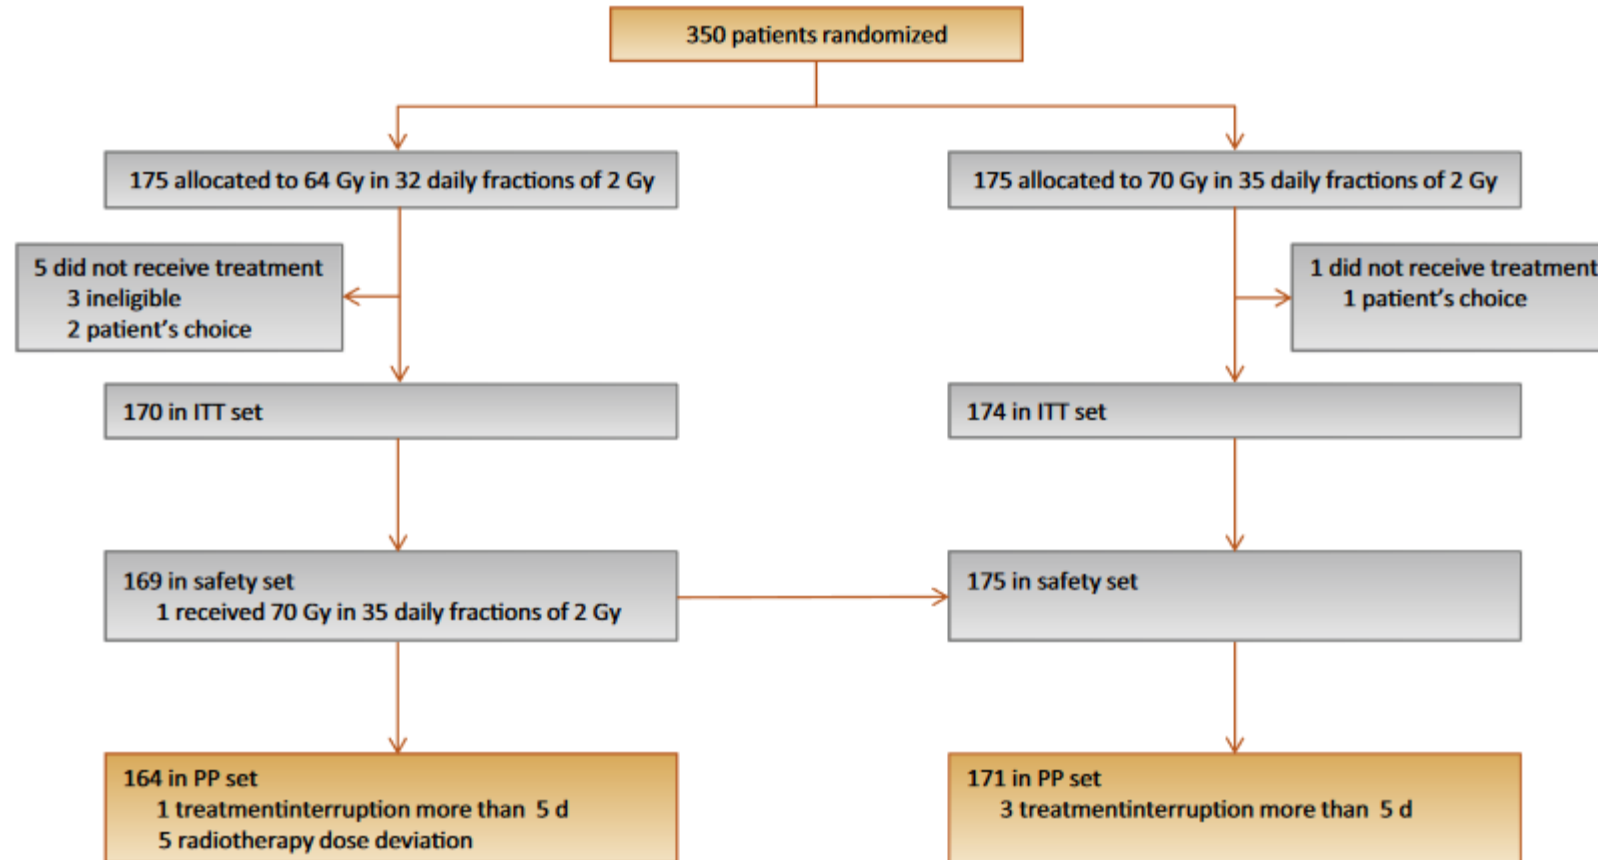 350 patients randomized
175 allocated to 64 Gy in 32 daily fractions of 2 Gy
175 allocated to 70 Gy in 35 daily fractions of 2 Gy
5 did not receive treatment
3 ineligible
2 patient’s choice
1 did not receive treatment
1 patient’s choice
170 in ITT set
174 in ITT set
169 in safety set
1 received 70 Gy in 35 daily fractions of 2 Gy
175 in safety set
164 in PP set
1 treatmentinterruption more than 5 d
5 radiotherapy dose deviation
171 in PP set
3 treatmentinterruption more than 5 d